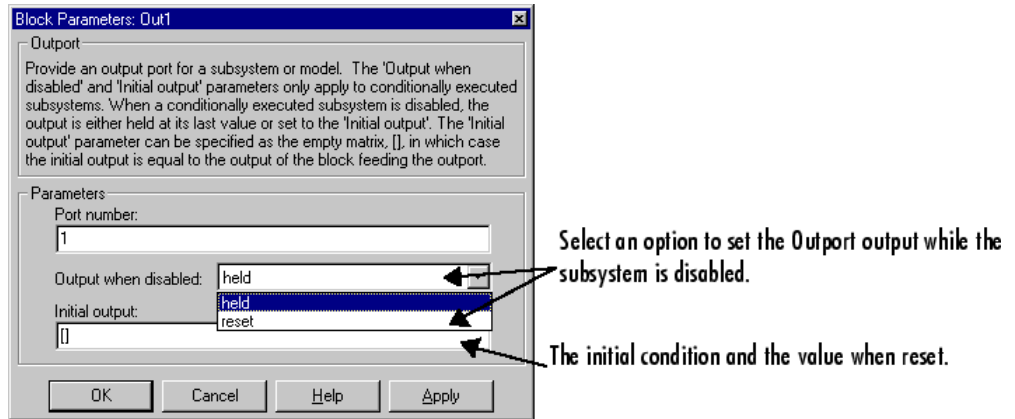 Block Parameters: Out1
Outport
Provide an output port for a subsystem or model. The 'Output when
disabled' and 'Initial output' parameters only apply to conditionally executed
subsystems. When a conditionally executed subsystem is disabled, the
output is either held at its last value or set to the 'Initial output'. The 'Initial
output' parameter can be specified as the empty matrix, [], in which case
the initial output is equal to the output of the block feeding the outport.
Parameters
Port number:
1
Output when disabled: held
held
reset
Initial output:
[]
OK Cancel Help Apply
Select an option to set the Outport output while the
subsystem is disabled.
The initial condition and the value when reset.